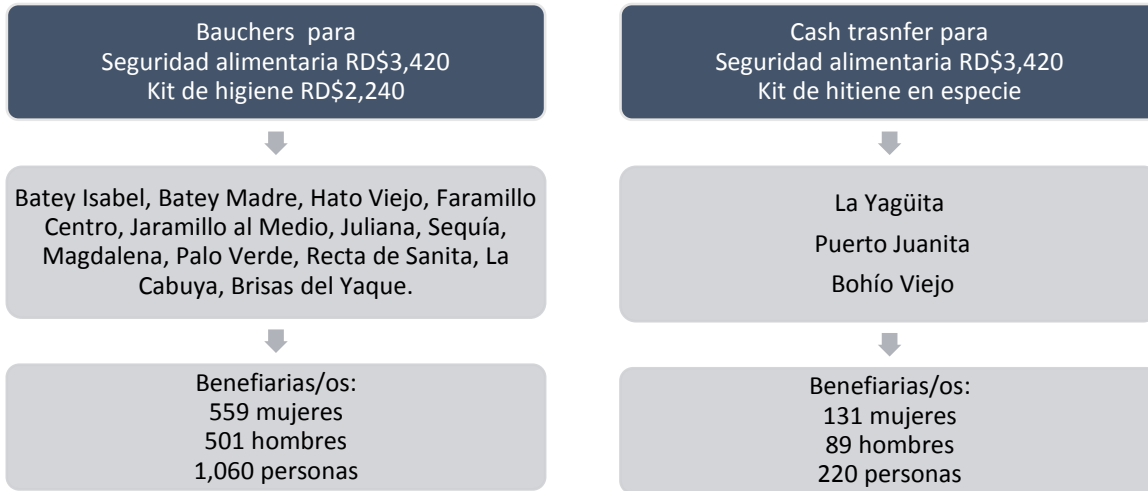 Bauchers para
Seguridad alimentaria RD$3,420
Kit de higiene RD$2,240
Batey Isabel, Batey Madre, Hato Viejo, Faramillo
Centro, Jaramillo al Medio, Juliana, Sequía,
Magdalena, Palo Verde, Recta de Sanita, La
Cabuya, Brisas del Yaque.
Benefiarias/os:
559 mujeres
501 hombres
1,060 personas
Cash trasnfer para
Seguridad alimentaria RD$3,420
Kit de hitiene en especie
La Yagüita
Puerto Juanita
Bohío Viejo
Benefiarias/os:
131 mujeres
89 hombres
220 personas